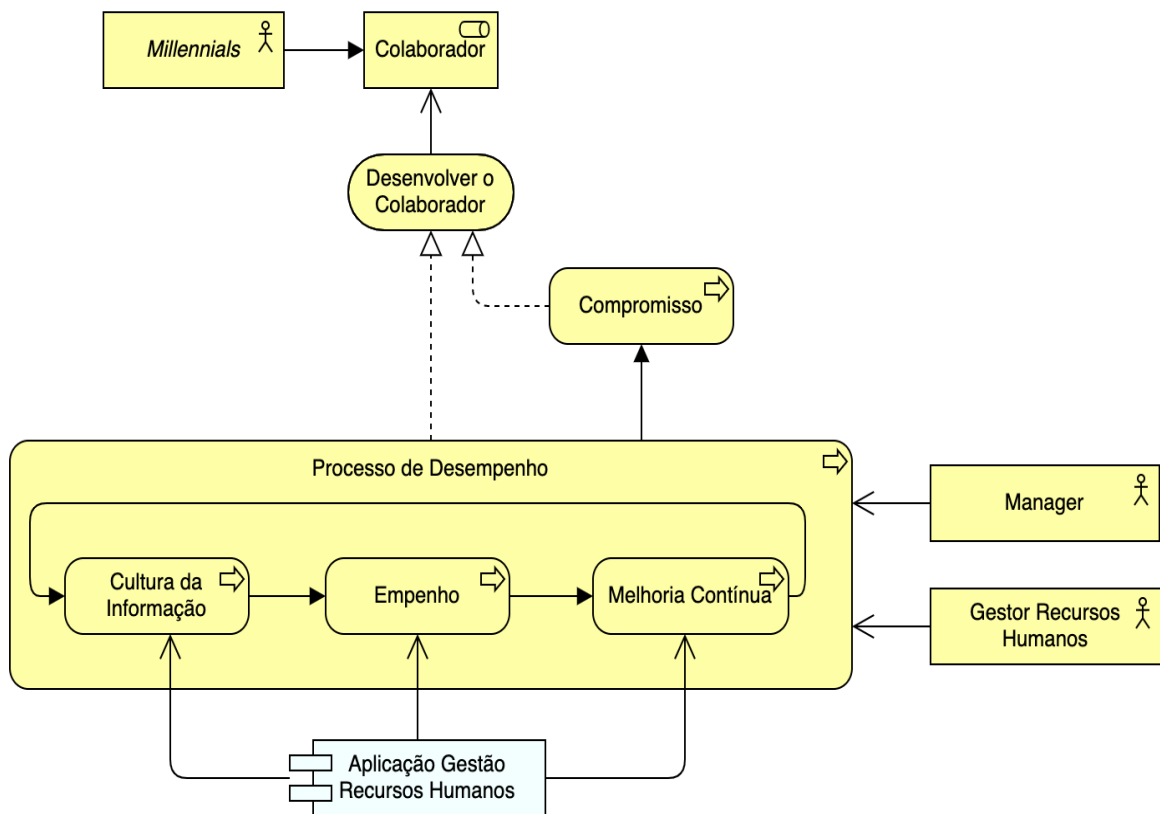 Millennials
Colaborador
Desenvolver o
Colaborador
Compromisso
Processo de Desempenho
Manager
Cultura da
Informação
Empenho
Melhoria Contínua
Gestor Recursos
Humanos
Aplicação Gestão
Recursos Humanos